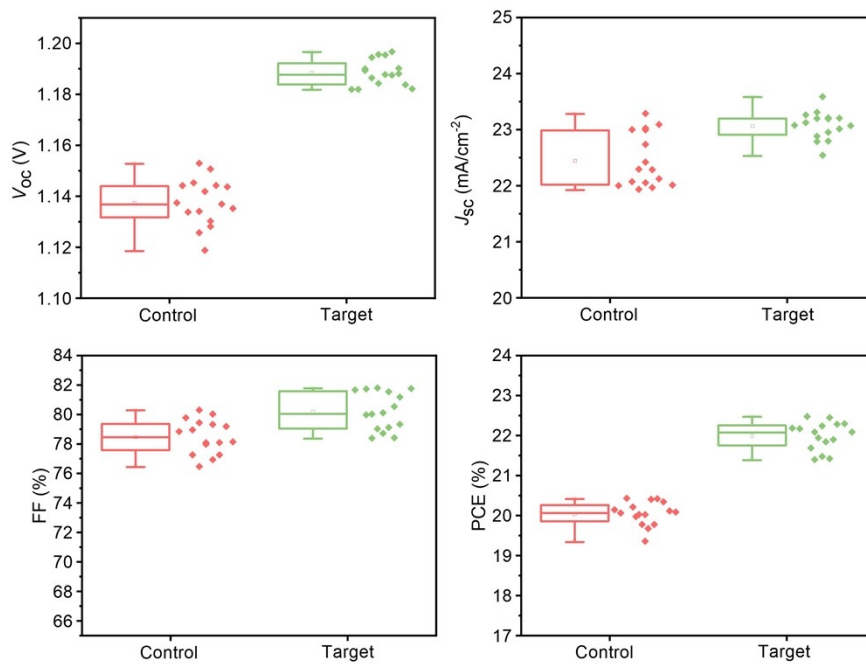 1.20
1.18
1.16
1.14
1.12
1.10
V_oc (V)
Control
Target
25
24
23
22
21
20
J_sc (mA/cm⁻²)
Control
Target
84
82
80
78
76
74
72
70
68
66
FF (%)
Control
Target
24
23
22
21
20
19
18
17
PCE (%)
Control
Target